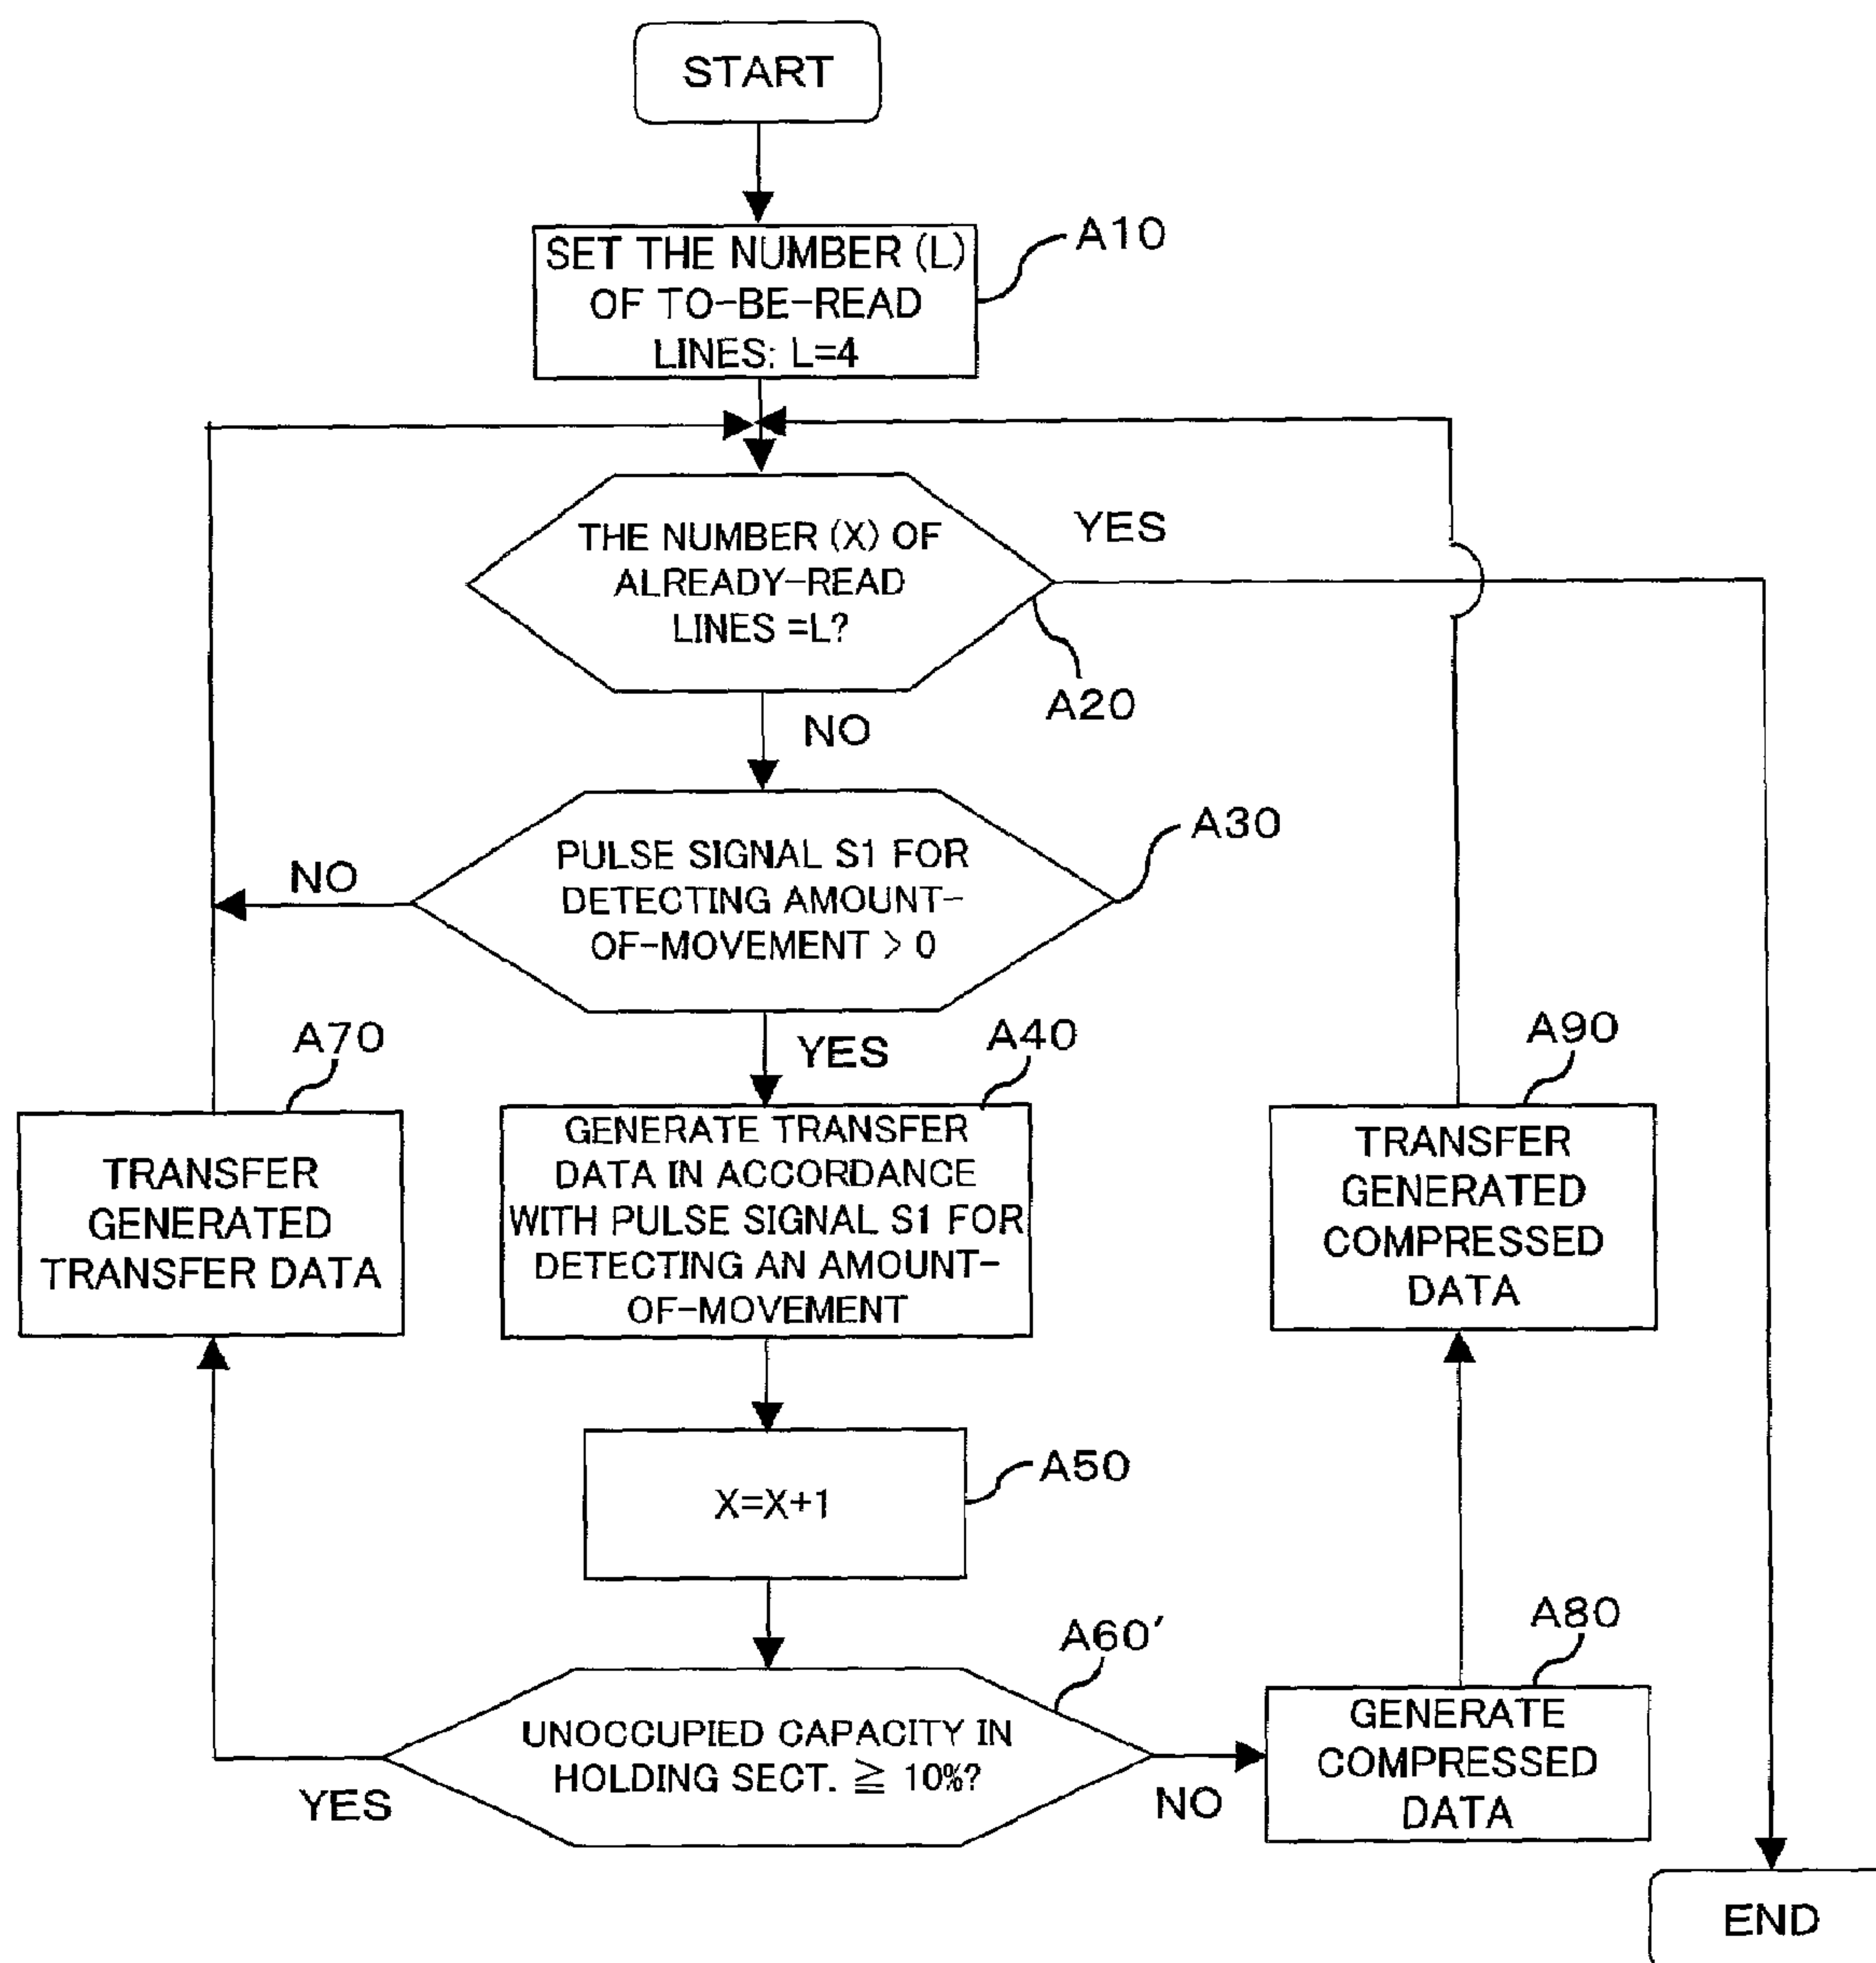 START
SET THE NUMBER (L)
OF TO-BE-READ
LINES: L=4
A10
THE NUMBER (X) OF
ALREADY-READ
LINES =L?
YES
A20
NO
PULSE SIGNAL S1 FOR
DETECTING AMOUNT-
OF-MOVEMENT > 0
A30
NO
YES
A40
GENERATE TRANSFER
DATA IN ACCORDANCE
WITH PULSE SIGNAL S1 FOR
DETECTING AN AMOUNT-
OF-MOVEMENT
A70
TRANSFER
GENERATED
TRANSFER DATA
A90
TRANSFER
GENERATED
COMPRESSED
DATA
X=X+1
A50
A60′
UNOCCUPIED CAPACITY IN
HOLDING SECT. ≧ 10%?
YES
NO
A80
GENERATE
COMPRESSED
DATA
END